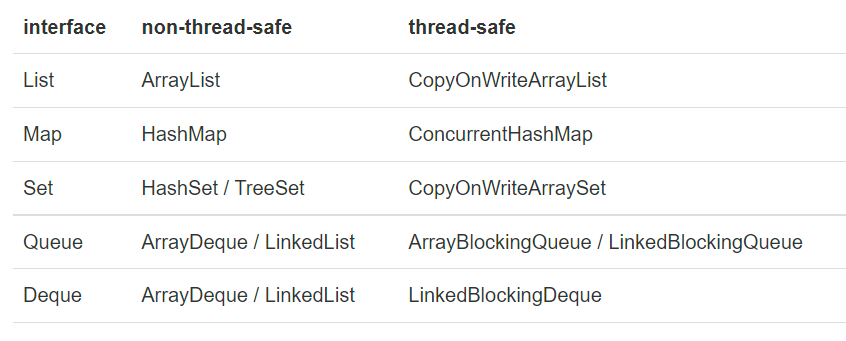 interface non-thread-safe thread-safe
List ArrayList CopyOnWriteArrayList
Map HashMap ConcurrentHashMap
Set HashSet / TreeSet CopyOnWriteArraySet
Queue ArrayDeque / LinkedList ArrayBlockingQueue / LinkedBlockingQueue
Deque ArrayDeque / LinkedList LinkedBlockingDeque